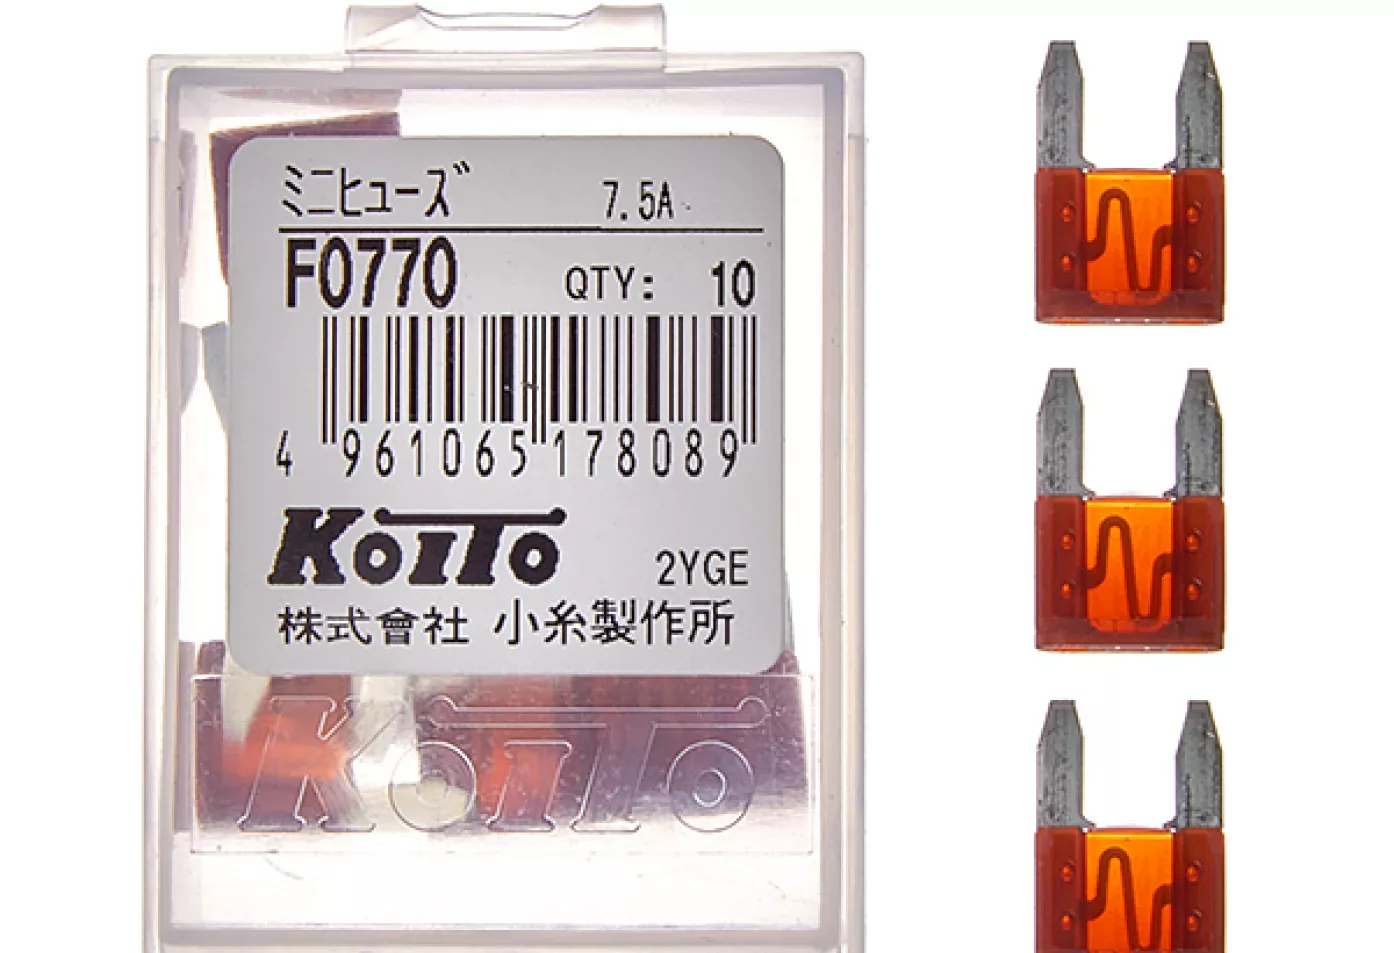 ミニヒューズ 7.5A
F0770 QTY: 10
4 961065 178089
KOITO 2YGE
株式會社 小糸製作所
KOITO